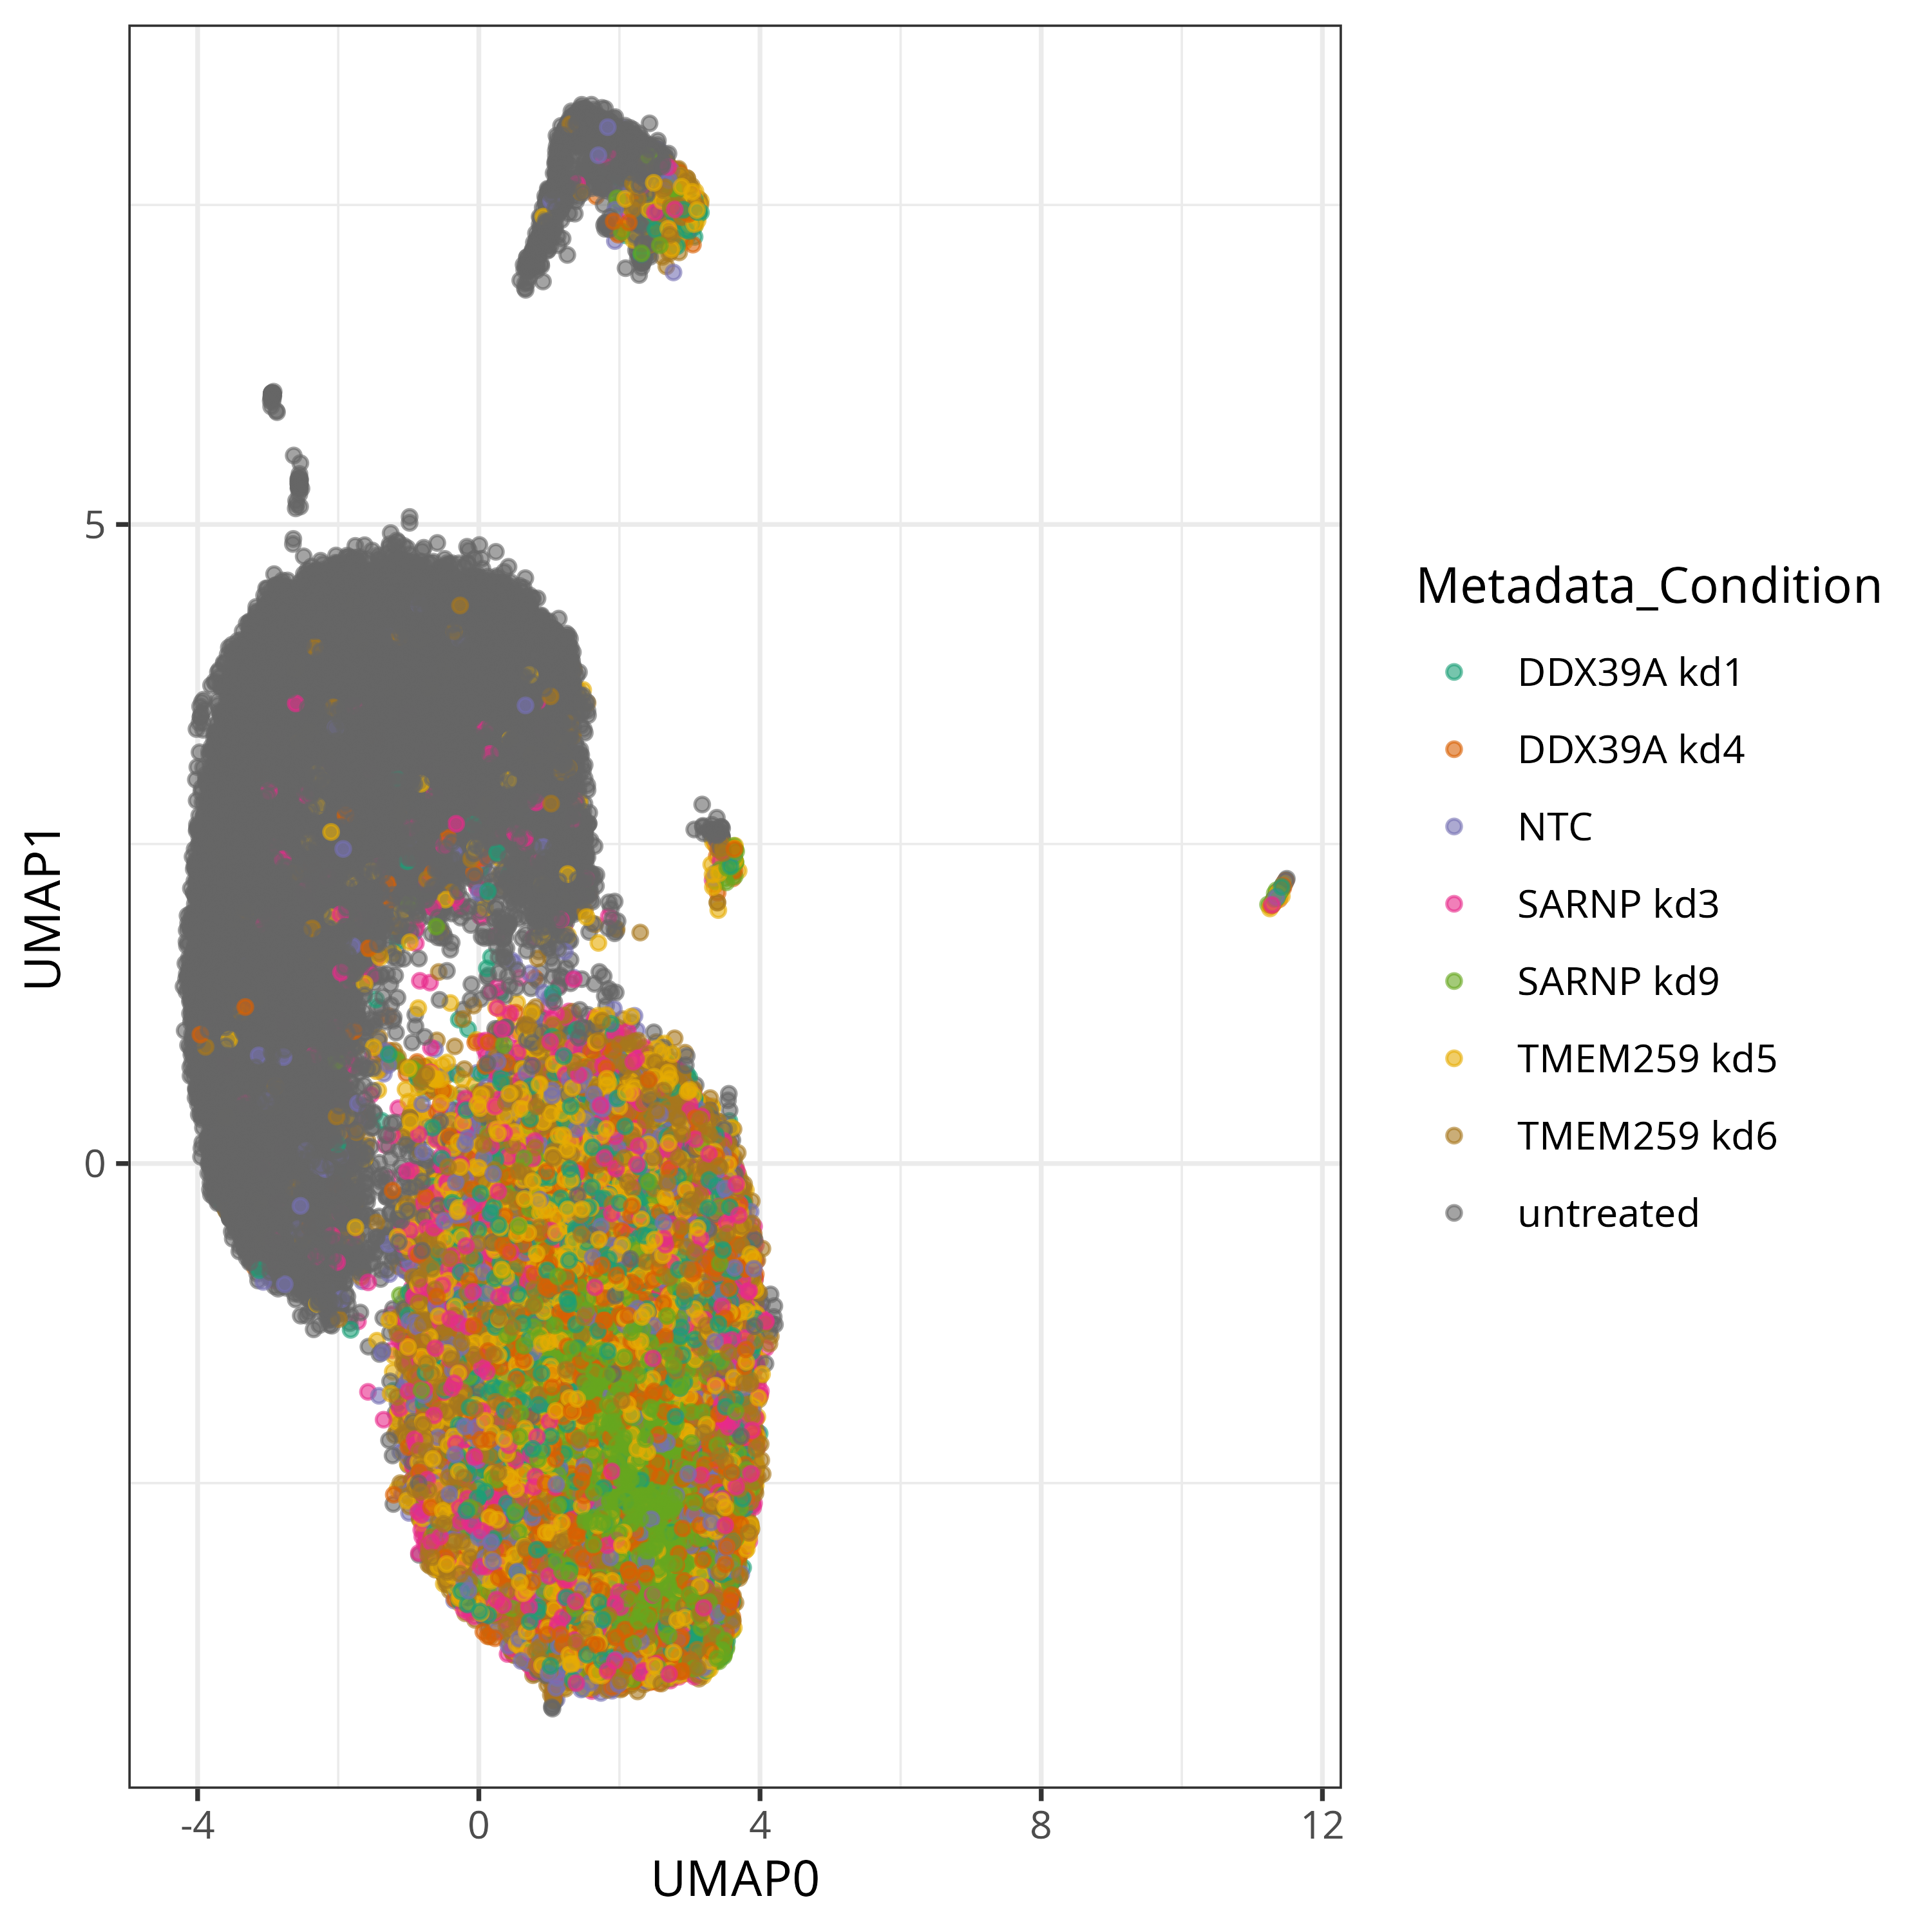 5
0
-4
0
4
8
12
UMAP0
UMAP1
Metadata_Condition
DDX39A kd1
DDX39A kd4
NTC
SARNP kd3
SARNP kd9
TMEM259 kd5
TMEM259 kd6
untreated